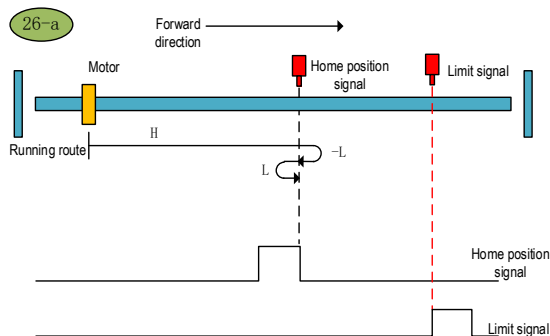 26-a
Forward
direction
Motor
Home position
signal
Limit signal
H
Running route
-L
L
Home position
signal
Limit signal